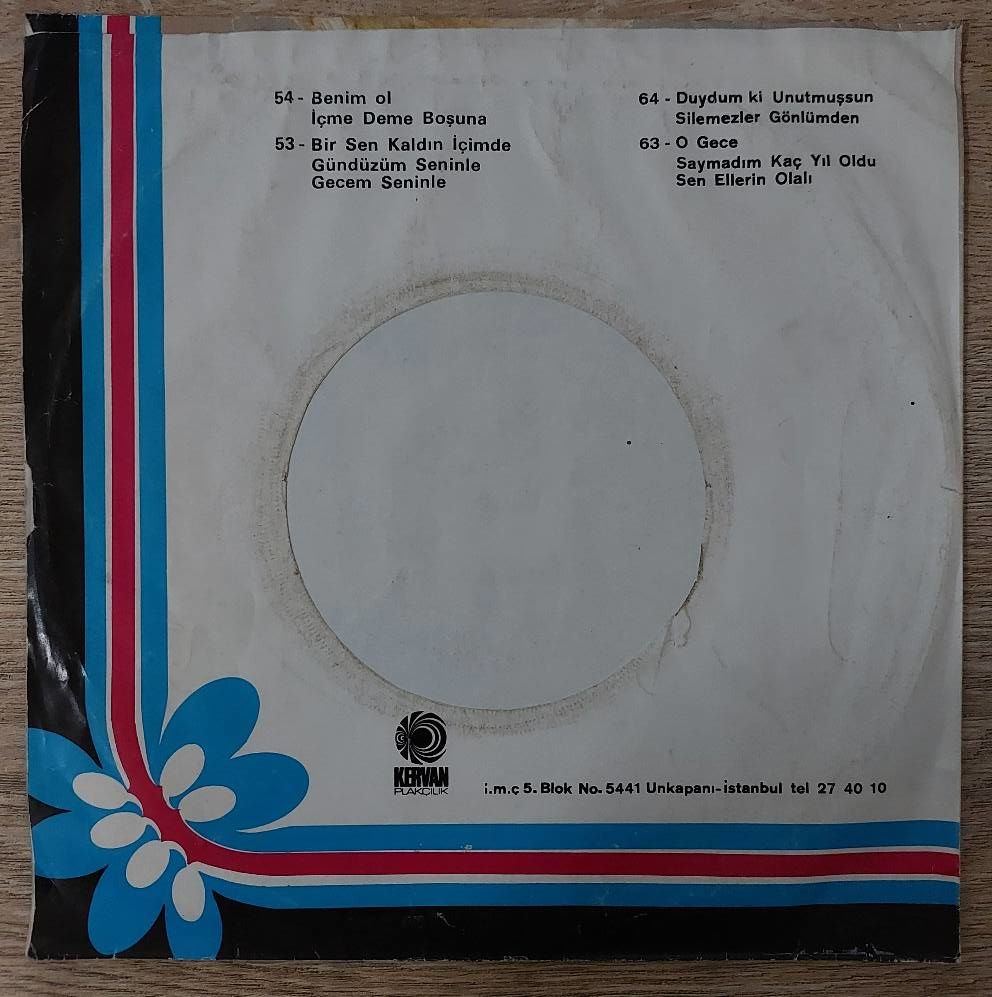 54- Benim ol
İçme Deme Boşuna
53- Bir Sen Kaldın İçimde
Gündüzüm Seninle
Gecem Seninle
64 - Duydum ki Unutmuşsun
Silemezler Gönlümden
63 - O Gece
Saymadım Kaç Yıl Oldu
Sen Ellerin Olalı
KERVAN
PLAKÇILIK
i.m.ç 5. Blok No. 5441 Unkapanı-istanbul tel 27 40 10